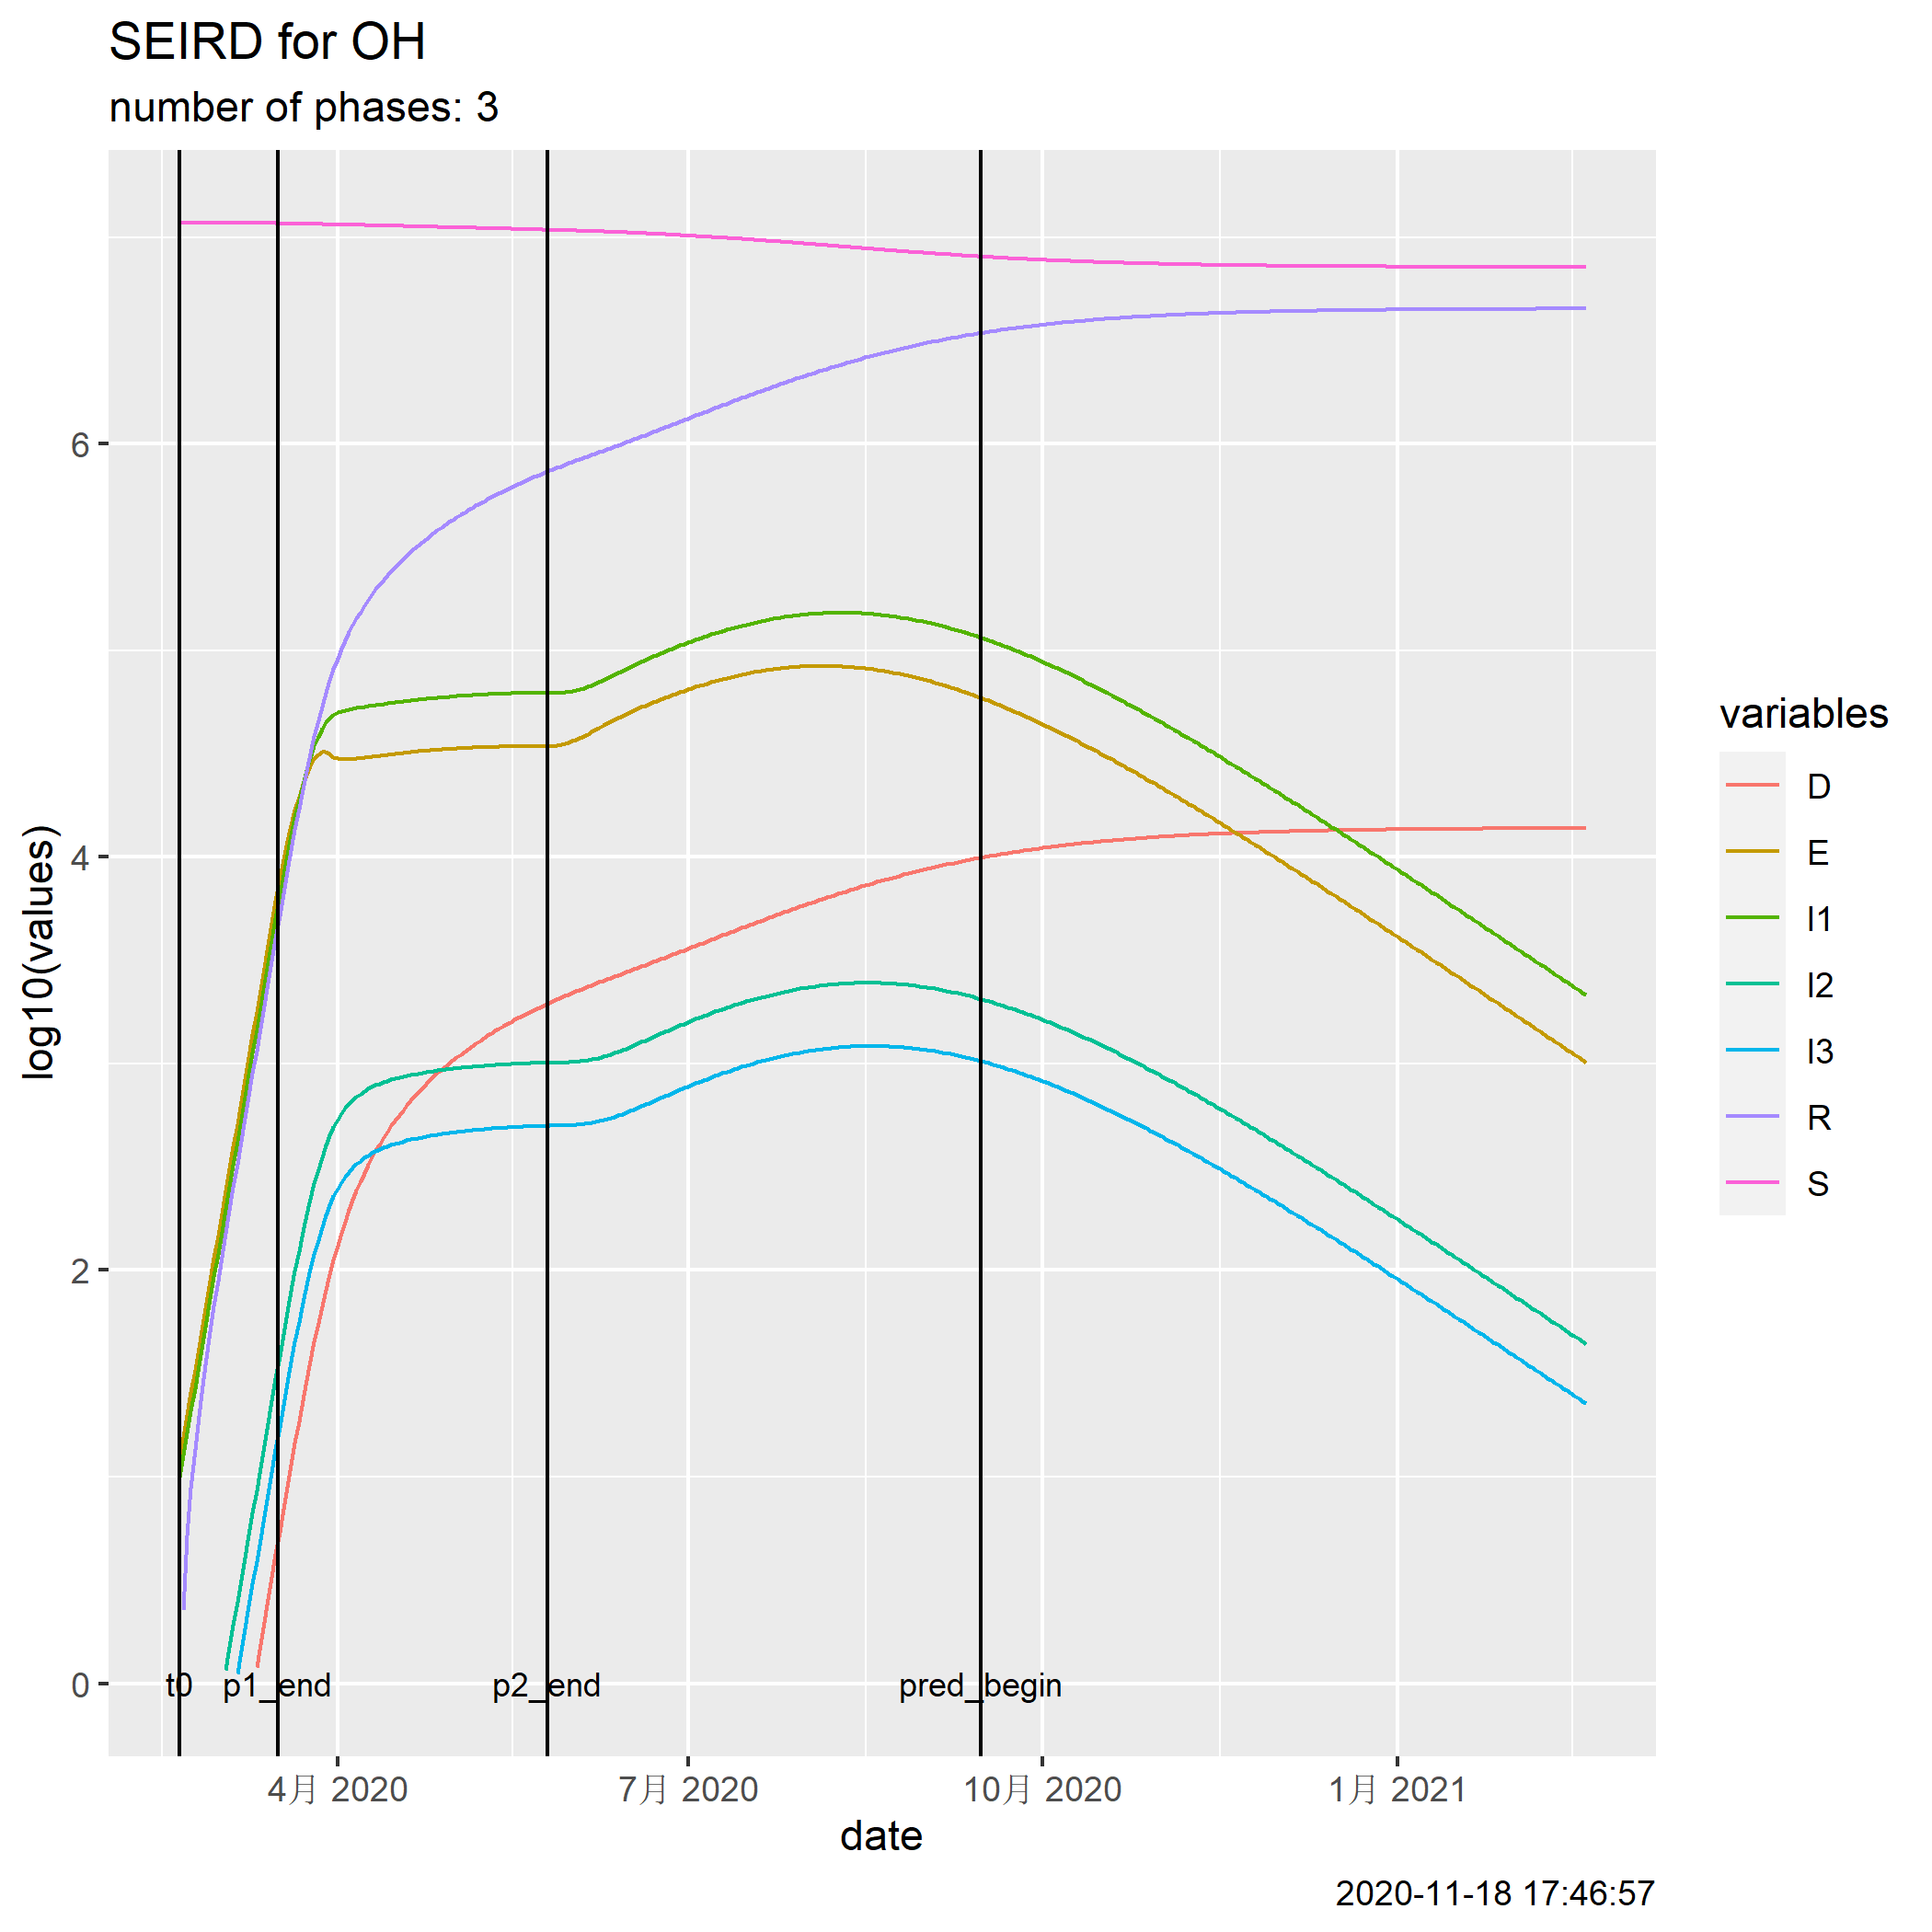 SEIRD for OH
number of phases: 3
log10(values)
6
4
2
0
t0 p1_end p2_end pred_begin
4月 2020 7月 2020 10月 2020 1月 2021
date
variables
D
E
I1
I2
I3
R
S
2020-11-18 17:46:57